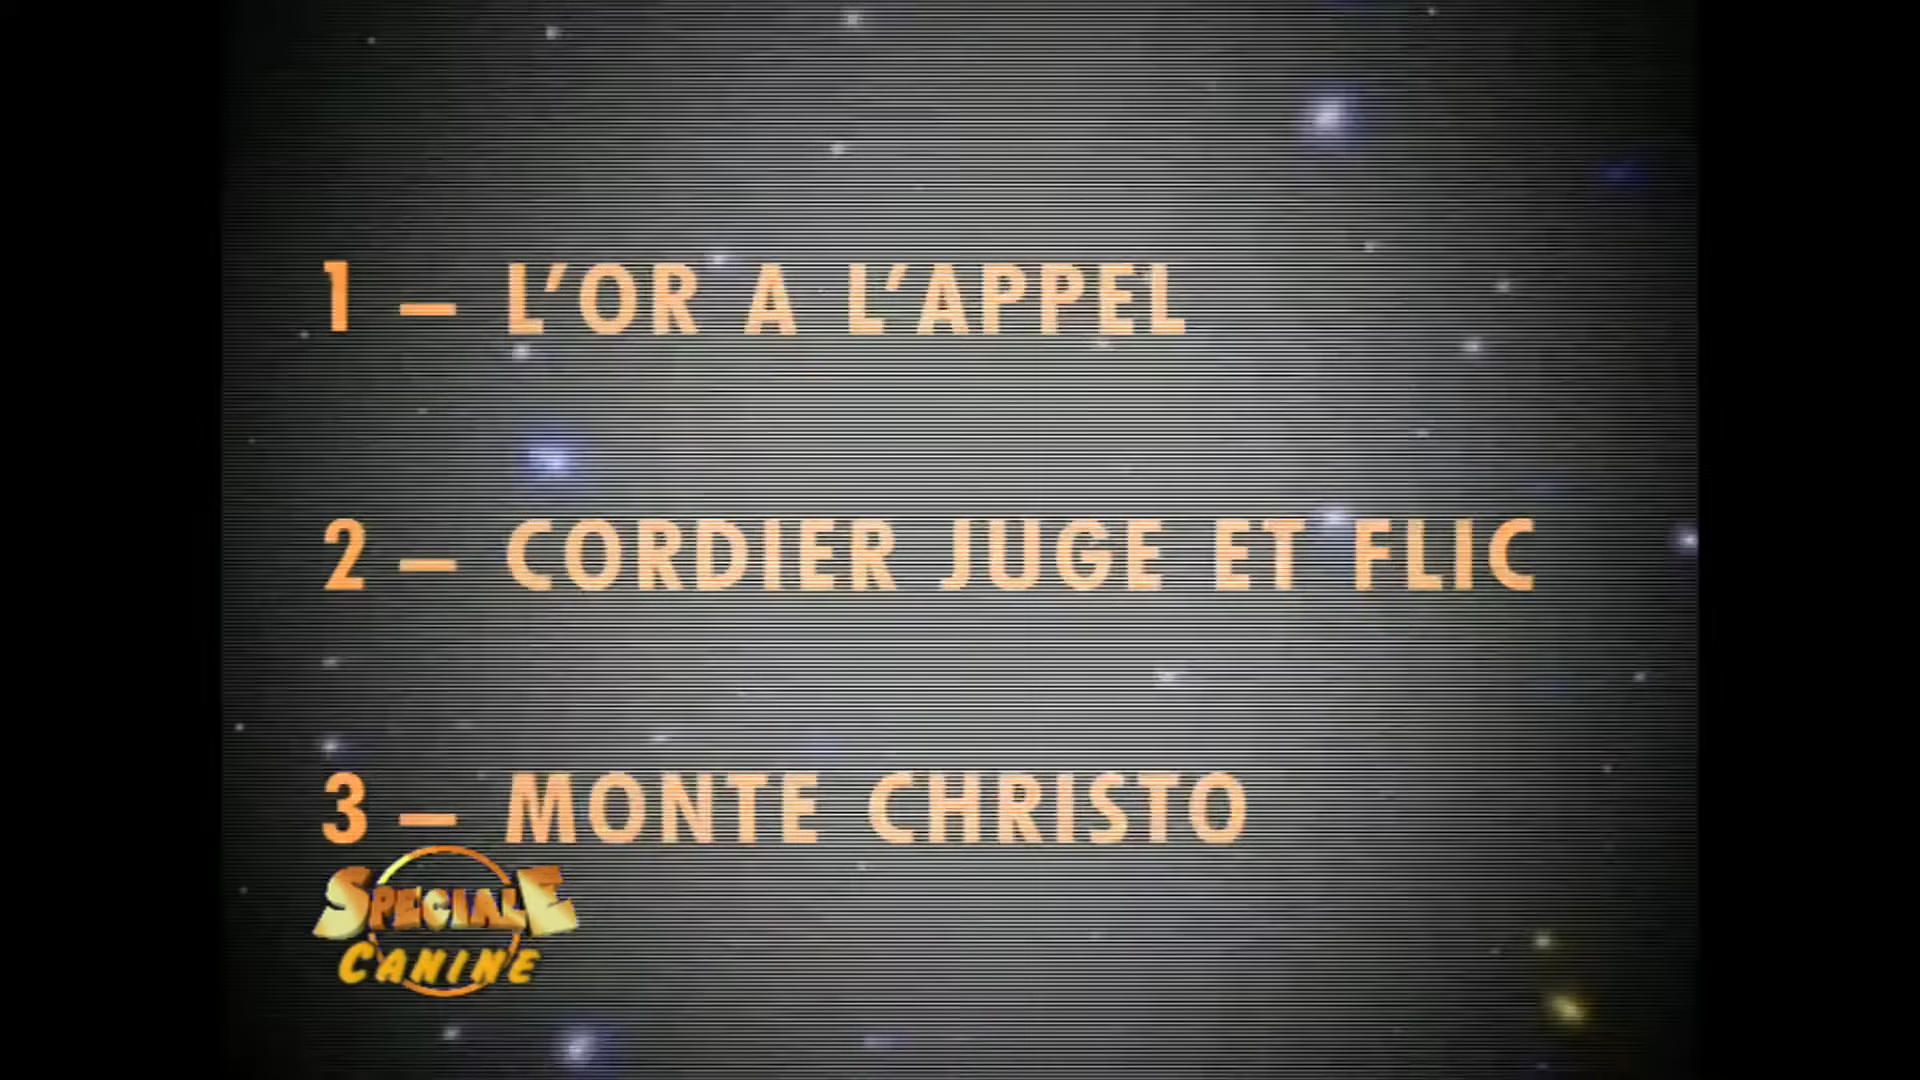 1 — L'OR A L'APPEL
2 — CORDIER JUGE ET FLIC
3 — MONTE CHRISTO
SPECIALE
CANINE